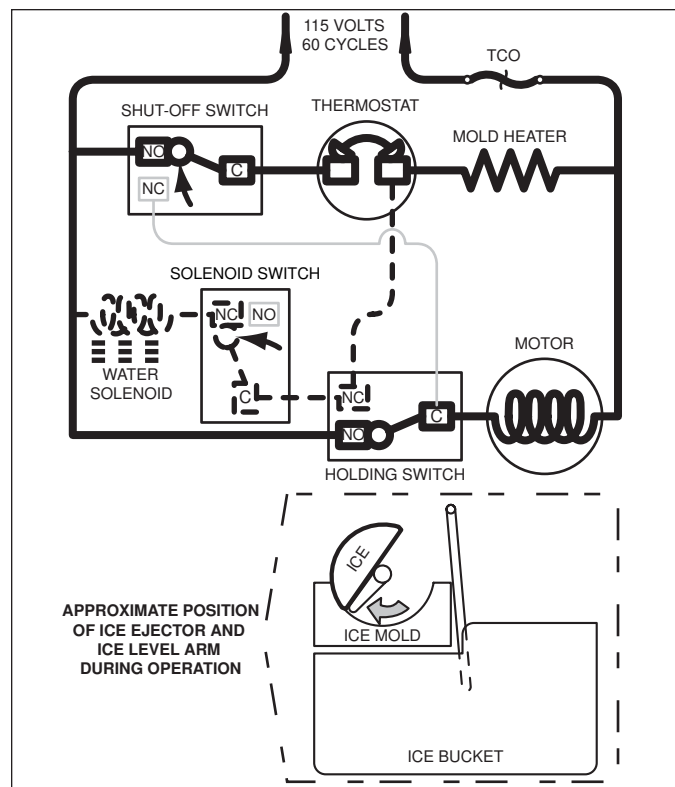 115 VOLTS
60 CYCLES
TCO
SHUT-OFF SWITCH
THERMOSTAT
MOLD HEATER
NO
C
NC
SOLENOID SWITCH
NC
NO
MOTOR
WATER
SOLENOID
C
NC
C
NO
HOLDING SWITCH
ICE
APPROXIMATE POSITION
OF ICE EJECTOR AND
ICE LEVEL ARM
DURING OPERATION
ICE MOLD
ICE BUCKET